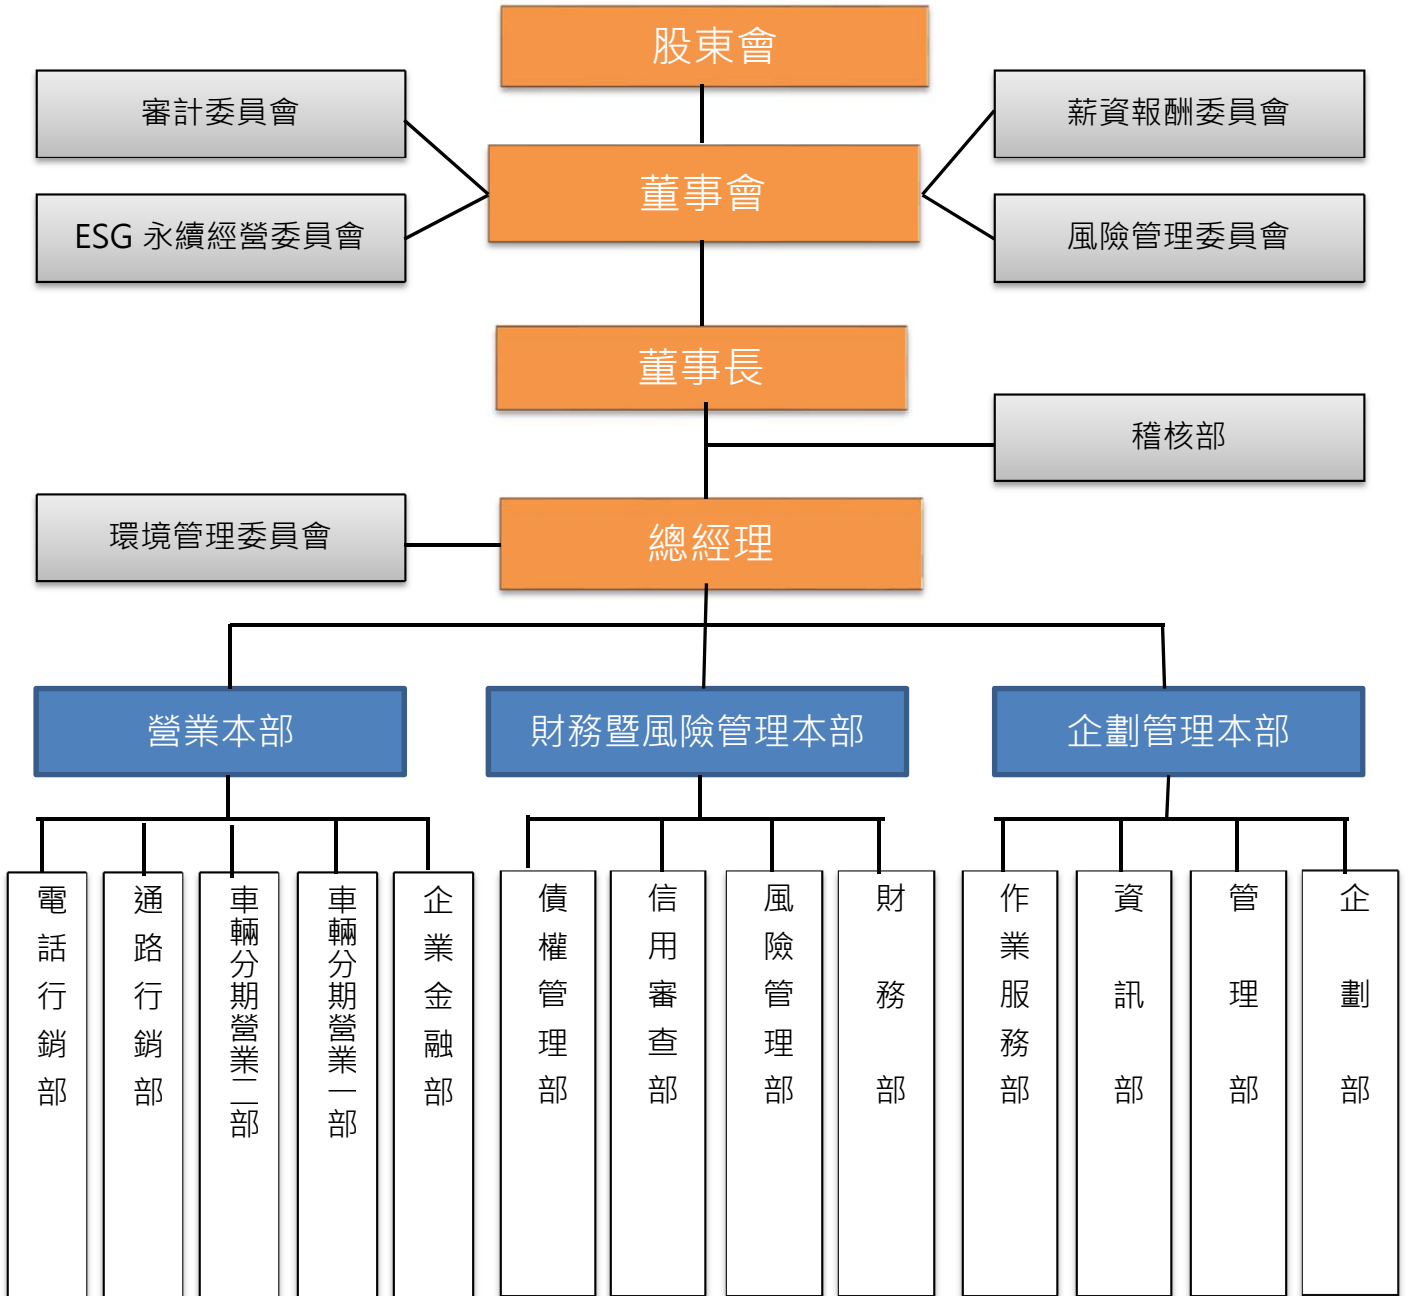 股東會
審計委員會
薪資報酬委員會
董事會
ESG 永續經營委員會
風險管理委員會
董事長
稽核部
環境管理委員會
總經理
營業本部
財務暨風險管理本部
企劃管理本部
電話行銷部
通路行銷部
車輛分期營業二部
車輛分期營業一部
企業金融部
債權管理部
信用審查部
風險管理部
財務部
作業服務部
資訊部
管理部
企劃部